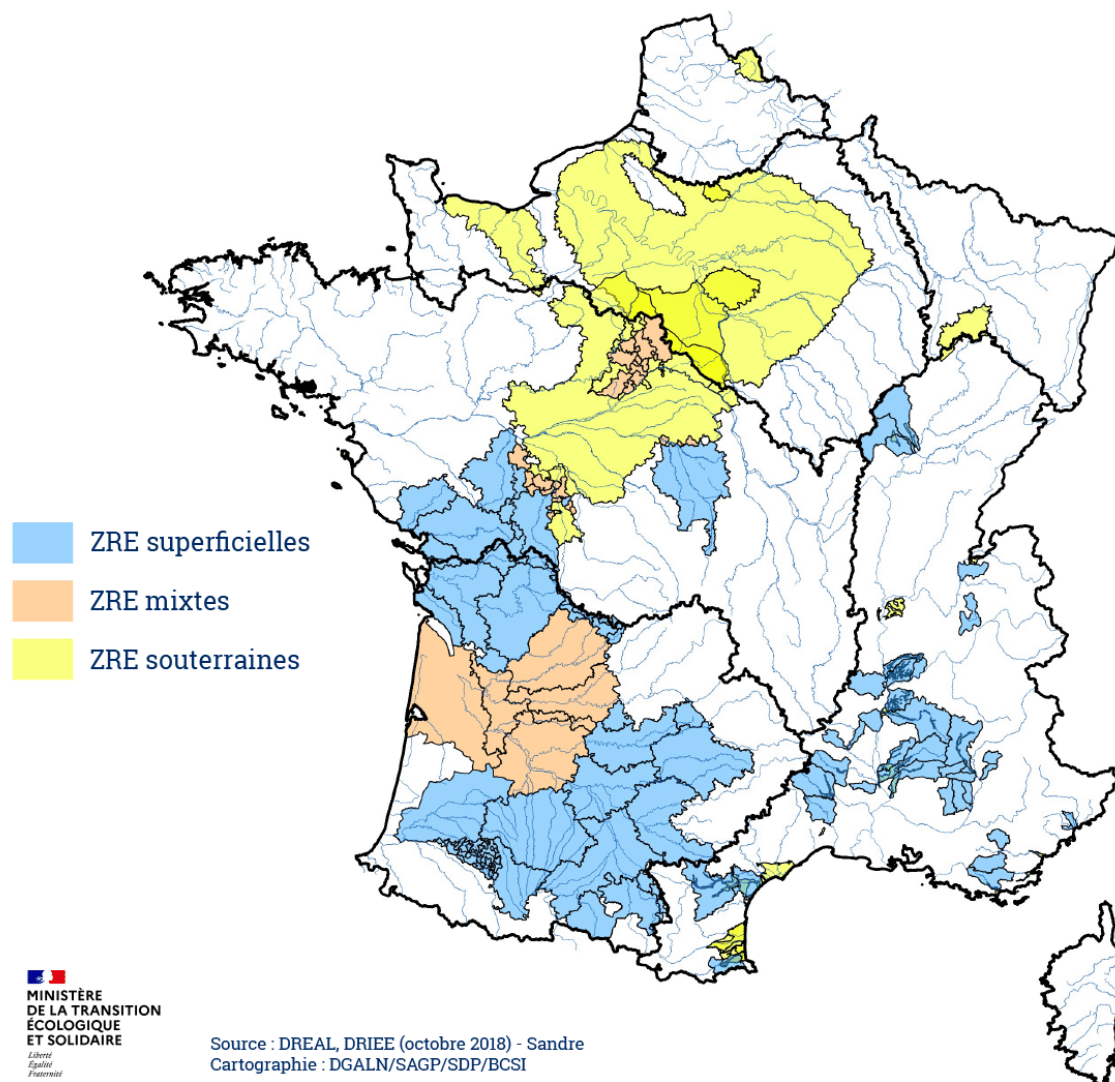 ZRE superficielles
ZRE mixtes
ZRE souterraines
MINISTÈRE
DE LA TRANSITION
ÉCOLOGIQUE
ET SOLIDAIRE
Liberté
Égalité
Fraternité
Source : DREAL, DRIEE (octobre 2018) - Sandre
Cartographie : DGALN/SAGP/SDP/BCSI